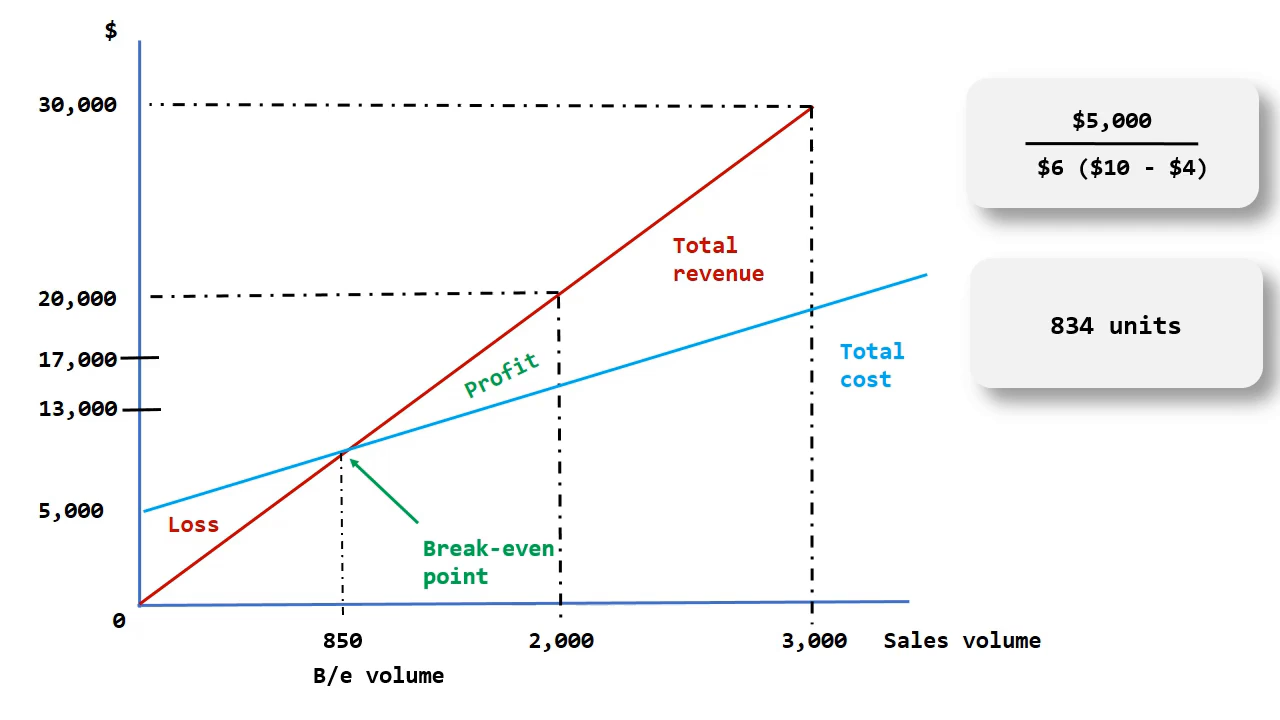 $
30,000
$5,000
$6 ($10 - $4)
Total
revenue
20,000
834 units
17,000
Profit
Total
cost
13,000
5,000
Loss
Break-even
point
0
850
2,000
3,000
Sales volume
B/e volume